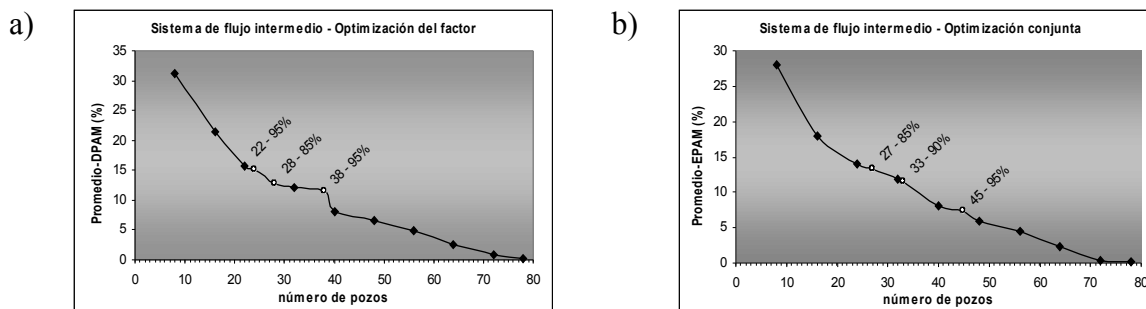 a)
Sistema de flujo intermedio - Optimización del factor
Promedio-DPAM (%)
35
30
25
20
15
10
5
0
22 - 95%
28 - 85%
38 - 95%
0 10 20 30 40 50 60 70 80
número de pozos
b)
Sistema de flujo intermedio - Optimización conjunta
Promedio-EPAM (%)
30
25
20
15
10
5
0
27 - 85%
33 - 90%
45 - 95%
0 10 20 30 40 50 60 70 80
número de pozos